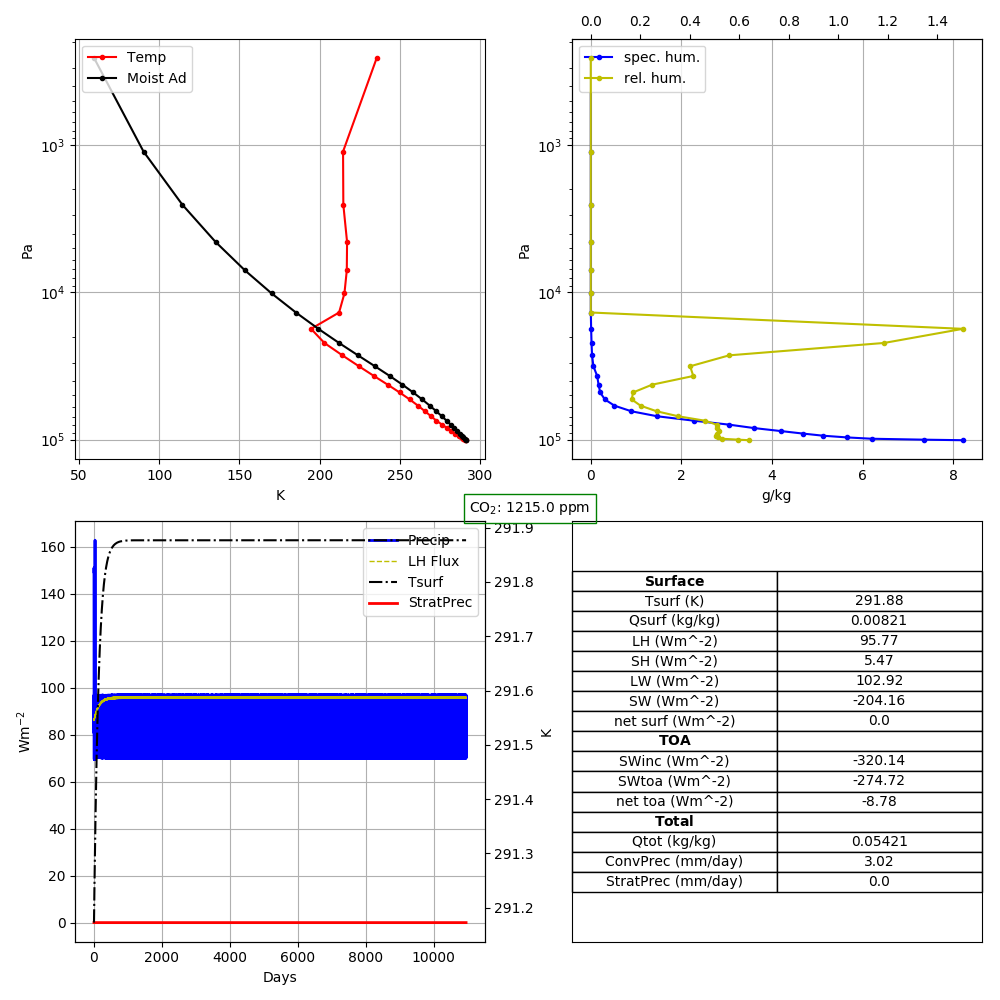 0.0 0.2 0.4 0.6 0.8 1.0 1.2 1.4
Temp
Moist Ad
10³
10⁴
10⁵
Pa
50 100 150 200 250 300
K
spec. hum.
rel. hum.
10³
10⁴
10⁵
Pa
0 2 4 6 8
g/kg
CO₂: 1215.0 ppm
Precip
LH Flux
Tsurf
StratPrec
160
140
120
100
80
60
40
20
0
Wm⁻²
291.9
291.8
291.7
291.6
291.5
291.4
291.3
291.2
K
0 2000 4000 6000 8000 10000
Days
Surface
Tsurf (K) 291.88
Qsurf (kg/kg) 0.00821
LH (Wm^-2) 95.77
SH (Wm^-2) 5.47
LW (Wm^-2) 102.92
SW (Wm^-2) -204.16
net surf (Wm^-2) 0.0
TOA
SWinc (Wm^-2) -320.14
SWtoa (Wm^-2) -274.72
net toa (Wm^-2) -8.78
Total
Qtot (kg/kg) 0.05421
ConvPrec (mm/day) 3.02
StratPrec (mm/day) 0.0